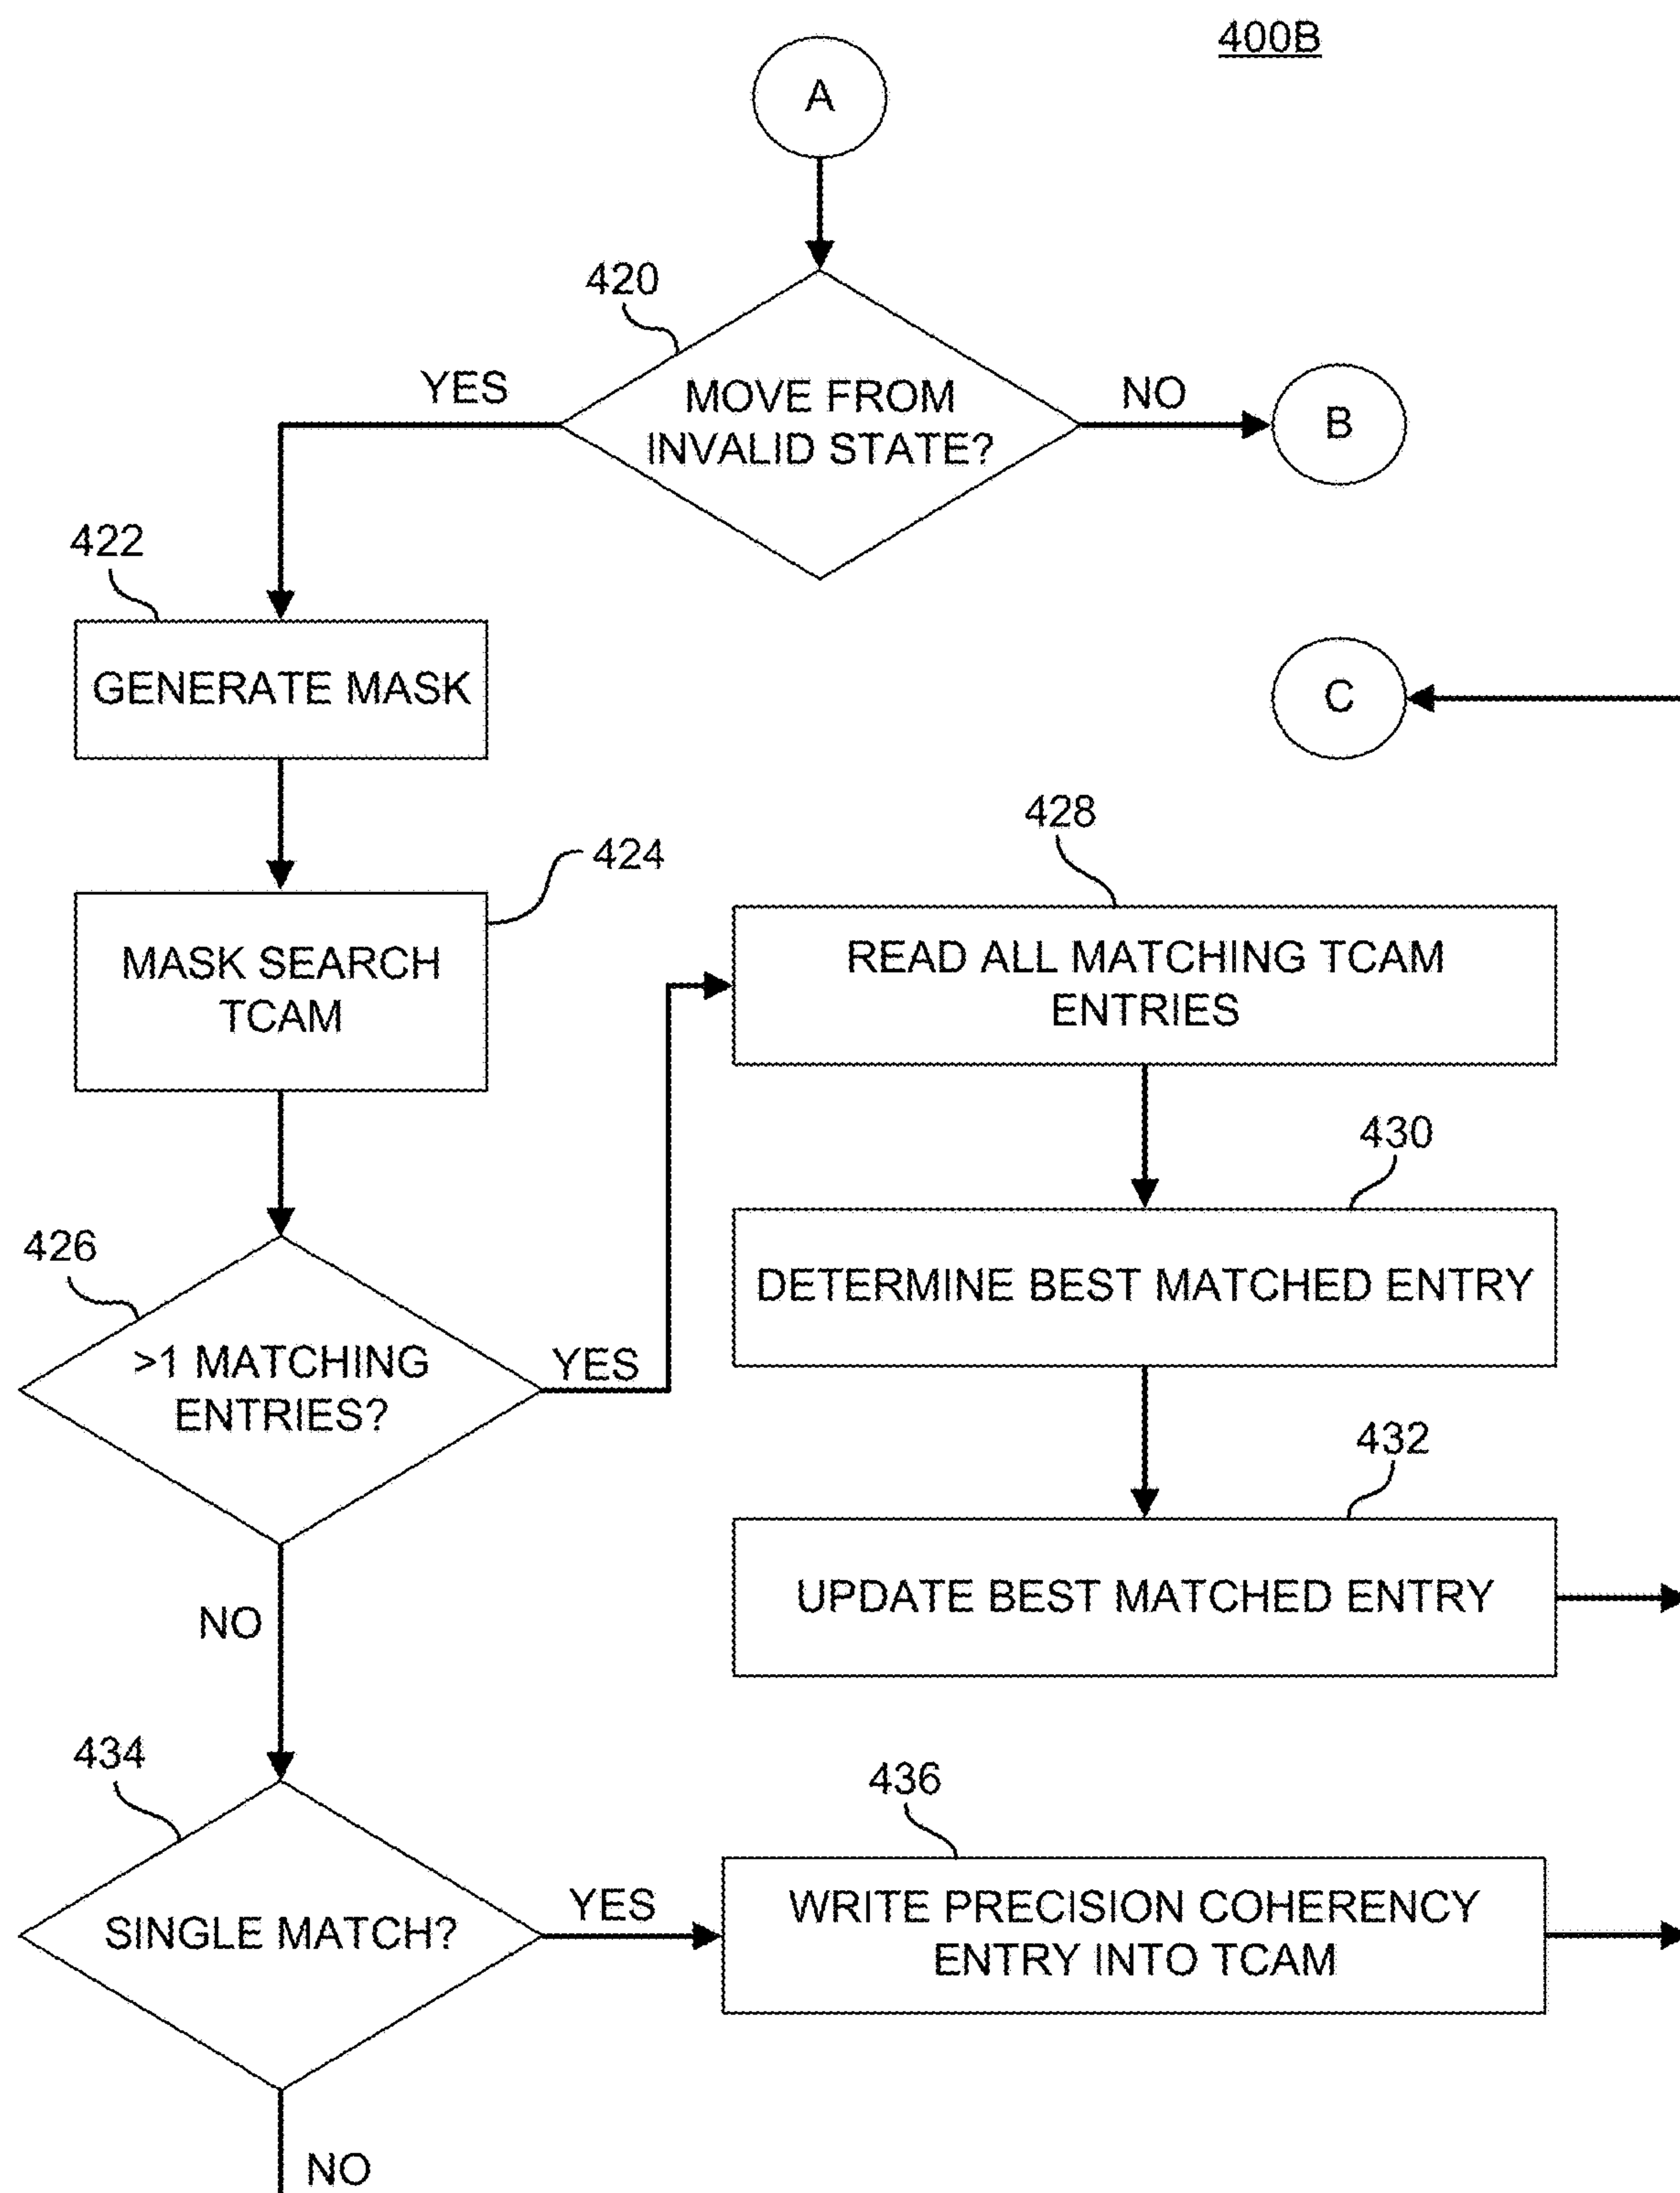 400B
A
420
YES
MOVE FROM
INVALID STATE?
NO
B
422
GENERATE MASK
C
424
MASK SEARCH
TCAM
428
READ ALL MATCHING TCAM
ENTRIES
430
DETERMINE BEST MATCHED ENTRY
426
>1 MATCHING
ENTRIES?
YES
432
UPDATE BEST MATCHED ENTRY
NO
434
SINGLE MATCH?
YES
436
WRITE PRECISION COHERENCY
ENTRY INTO TCAM
NO